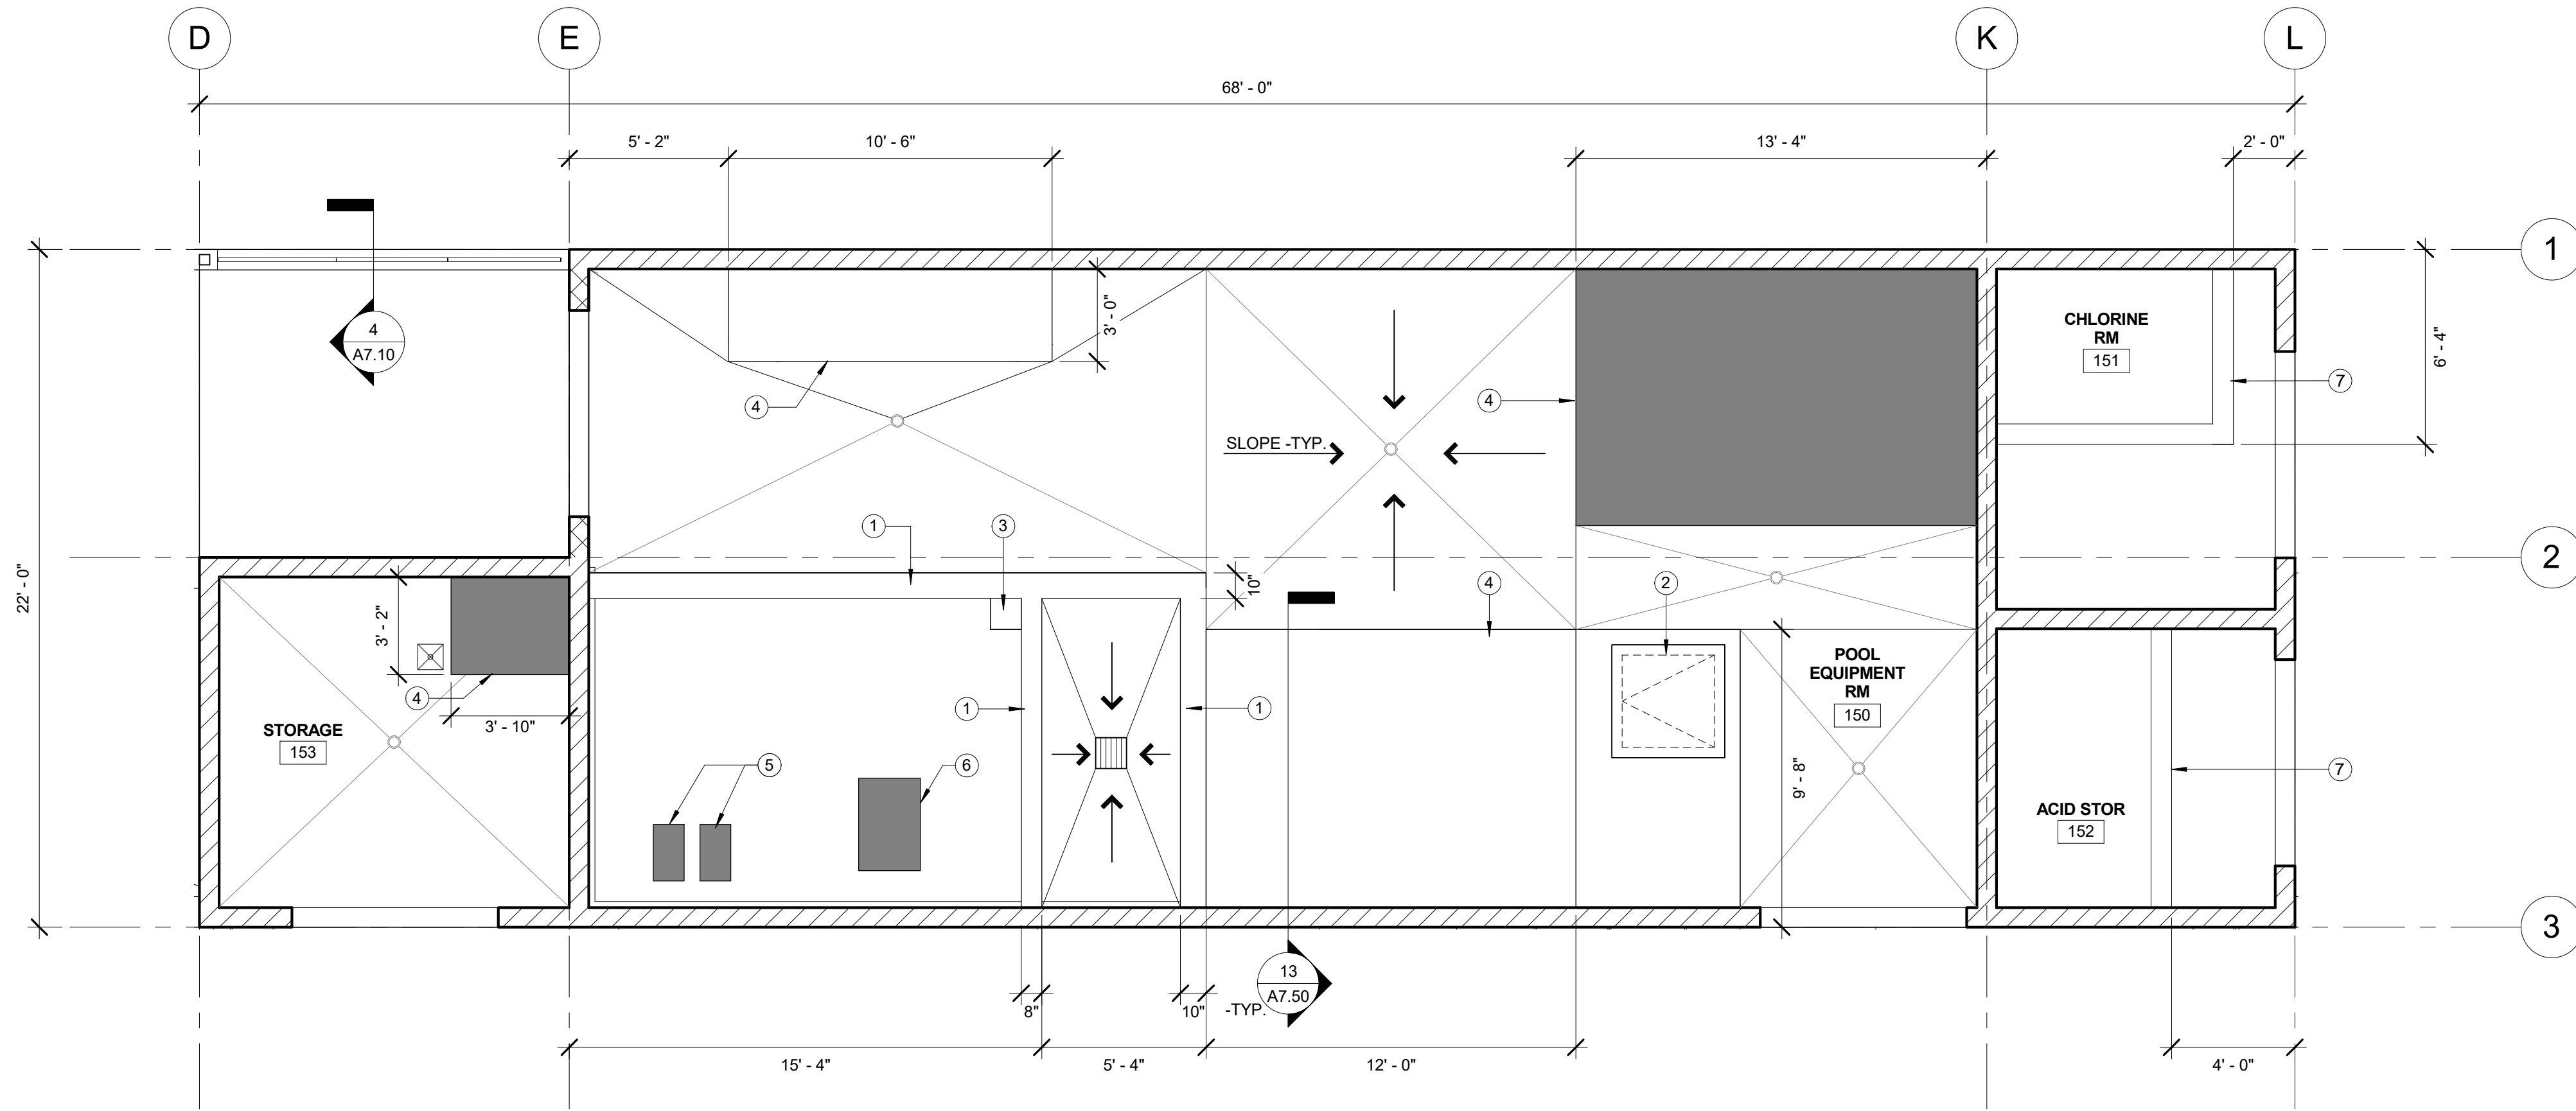 D
E
K
L
68' - 0"
5' - 2"
10' - 6"
13' - 4"
2' - 0"
1
4
A7.10
3' - 0"
CHLORINE
RM
151
6' - 4"
7
4
4
SLOPE -TYP.
1
3
2
22' - 0"
10"
4
2
3' - 2"
4
3' - 10"
STORAGE
153
1
1
POOL
EQUIPMENT
RM
150
9' - 8"
5
6
7
ACID STOR
152
3
13
A7.50
8"
10"
-TYP.
15' - 4"
5' - 4"
12' - 0"
4' - 0"